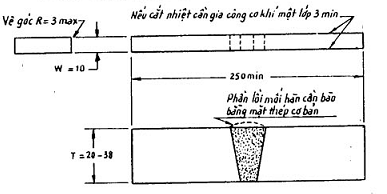 Vê góc R = 3 max
Nếu cắt nhiệt cần gia công cơ khí một lớp 3 min
W = 10
250 min
Phần lồi mối hàn cần bào
bằng mặt thép cơ bản
T = 20 - 38